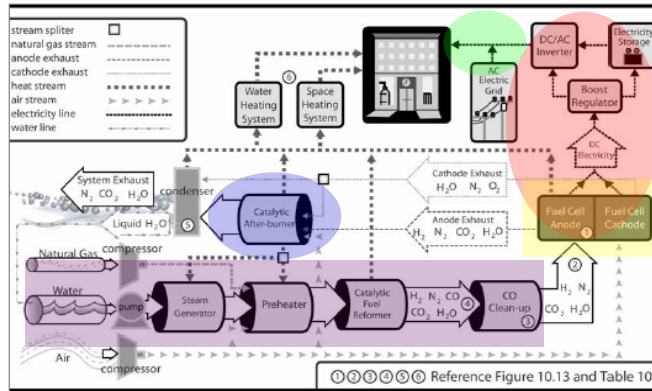 stream spliter
natural gas stream
anode exhaust
cathode exhaust
heat stream
air stream
electricity line
water line
Water
Heating
System
⑥
Space
Heating
System
AC
Electric
Grid
DC/AC
Inverter
Electricity
Storage
Boost
Regulator
DC
Electricity
System Exhaust
N₂ CO₂ H₂O
condenser
⑤
Liquid H₂O
Catalytic
After-burner
Cathode Exhaust
H₂O N₂ O₂
Anode Exhaust
H₂ N₂ CO₂ H₂O
Fuel Cell
Anode ①
Fuel Cell
Cathode
Natural Gas
compressor
Water
pump
Steam
Generator
Preheater
Catalytic
Fuel
Reformer
H₂ N₂ CO
CO₂ H₂O
④
CO
Clean-up
③
②
H₂ N₂
CO₂ H₂O
Air
compressor
①②③④⑤⑥ Reference Figure 10.13 and Table 10